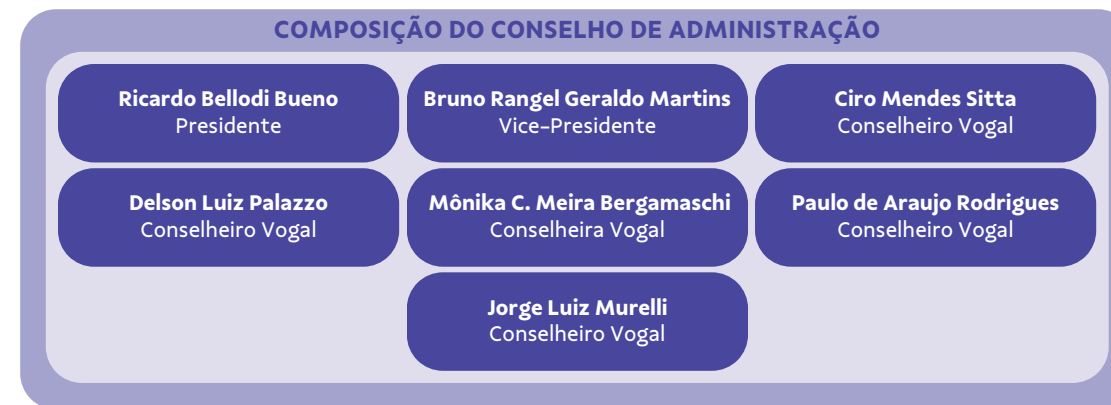 COMPOSIÇÃO DO CONSELHO DE ADMINISTRAÇÃO
Ricardo Bellodi Bueno
Presidente
Bruno Rangel Geraldo Martins
Vice-Presidente
Ciro Mendes Sitta
Conselheiro Vogal
Delson Luiz Palazzo
Conselheiro Vogal
Mônika C. Meira Bergamaschi
Conselheira Vogal
Paulo de Araujo Rodrigues
Conselheiro Vogal
Jorge Luiz Murelli
Conselheiro Vogal